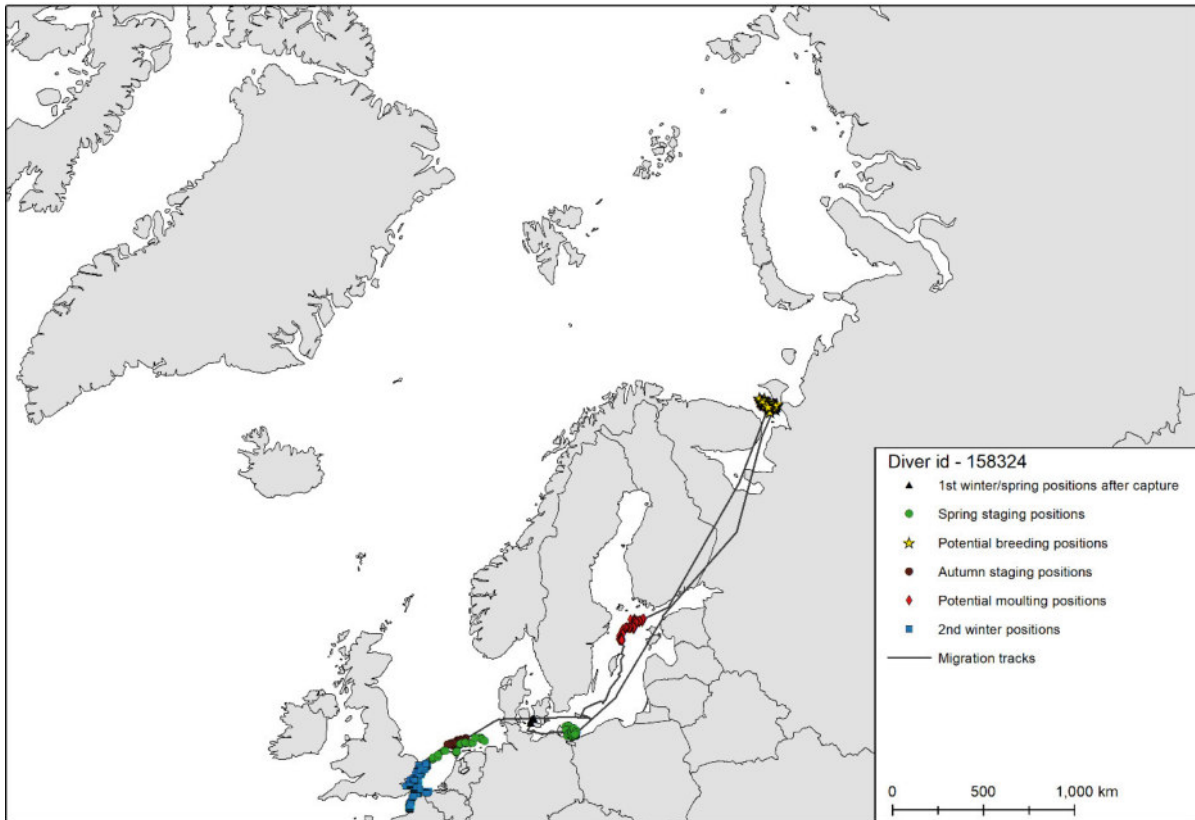 Diver id - 158324
1st winter/spring positions after capture
Spring staging positions
Potential breeding positions
Autumn staging positions
Potential moulting positions
2nd winter positions
Migration tracks
0 500 1,000 km